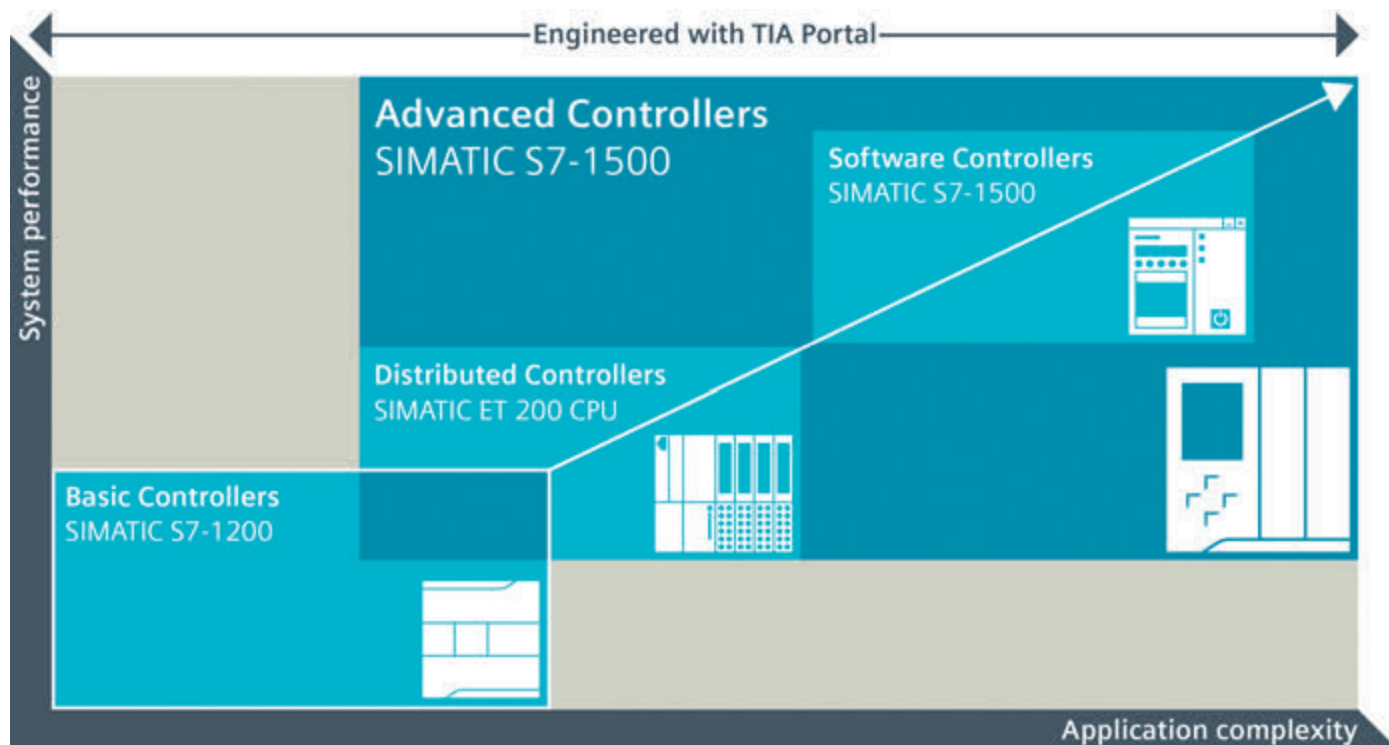 Engineered with TIA Portal
System performance
Advanced Controllers
SIMATIC S7-1500
Software Controllers
SIMATIC S7-1500
Distributed Controllers
SIMATIC ET 200 CPU
Basic Controllers
SIMATIC S7-1200
Application complexity